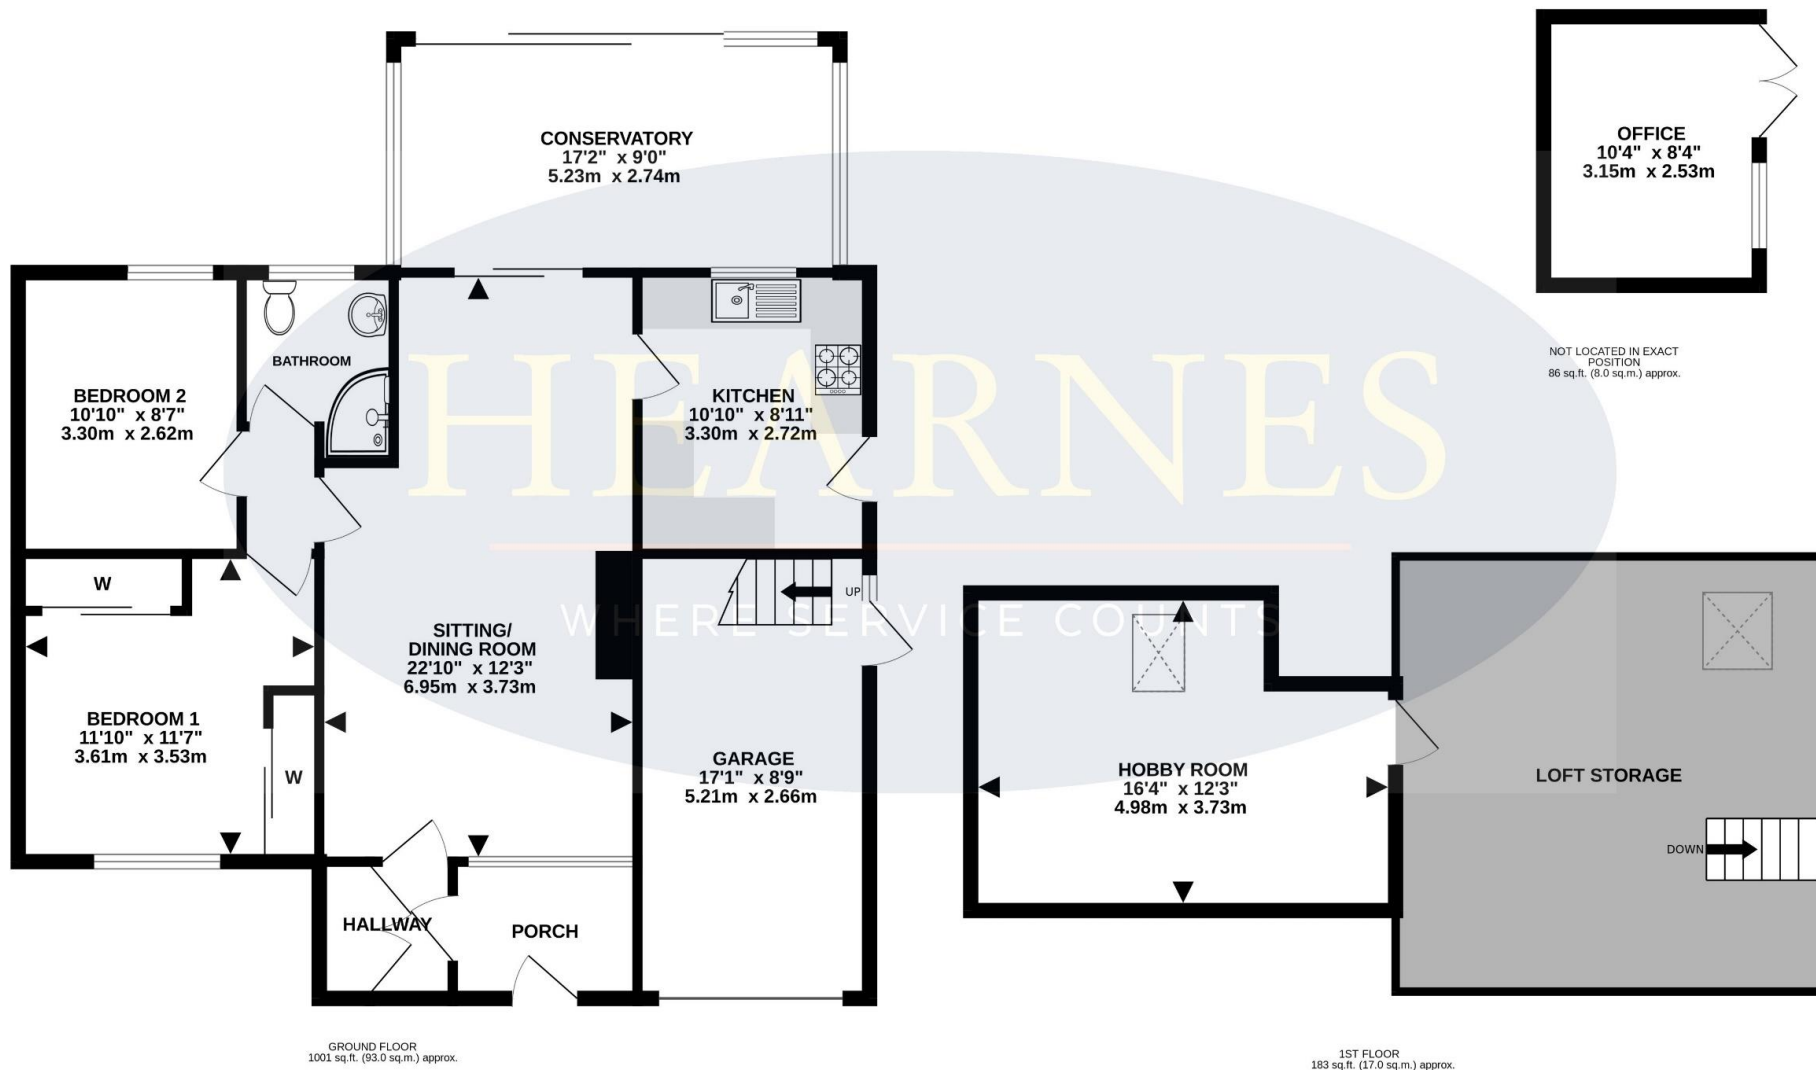 CONSERVATORY
17'2" x 9'0"
5.23m x 2.74m
OFFICE
10'4" x 8'4"
3.15m x 2.53m
NOT LOCATED IN EXACT
POSITION
86 sq.ft. (8.0 sq.m.) approx.
BATHROOM
BEDROOM 2
10'10" x 8'7"
3.30m x 2.62m
KITCHEN
10'10" x 8'11"
3.30m x 2.72m
HEARNES
WHERE SERVICE COUNTS
W
UP
SITTING/
DINING ROOM
22'10" x 12'3"
6.95m x 3.73m
BEDROOM 1
11'10" x 11'7"
3.61m x 3.53m
W
GARAGE
17'1" x 8'9"
5.21m x 2.66m
HOBBY ROOM
16'4" x 12'3"
4.98m x 3.73m
LOFT STORAGE
DOWN
HALLWAY
PORCH
GROUND FLOOR
1001 sq.ft. (93.0 sq.m.) approx.
1ST FLOOR
183 sq.ft. (17.0 sq.m.) approx.